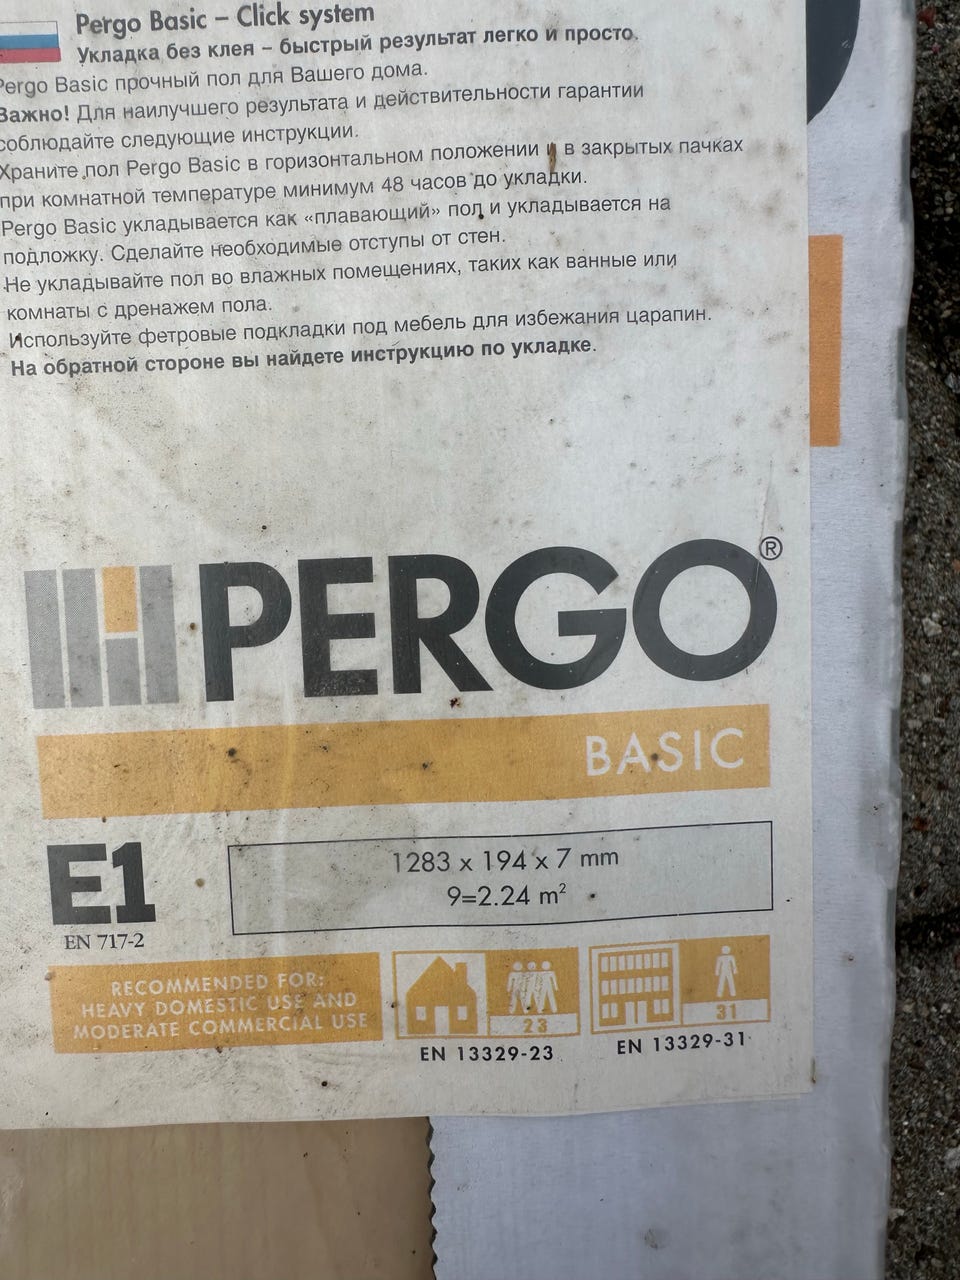 Pergo Basic – Click system
Укладка без клея – быстрый результат легко и просто.
Pergo Basic прочный пол для Вашего дома.
Важно! Для наилучшего результата и действительности гарантии
соблюдайте следующие инструкции.
Храните пол Pergo Basic в горизонтальном положении и в закрытых пачках
при комнатной температуре минимум 48 часов до укладки.
Pergo Basic укладывается как «плавающий» пол и укладывается на
подложку. Сделайте необходимые отступы от стен.
Не укладывайте пол во влажных помещениях, таких как ванные или
комнаты с дренажем пола.
Используйте фетровые подкладки под мебель для избежания царапин.
На обратной стороне вы найдете инструкцию по укладке.
PERGO®
BASIC
E1
EN 717-2
1283 x 194 x 7 mm
9=2.24 m²
RECOMMENDED FOR:
HEAVY DOMESTIC USE AND
MODERATE COMMERCIAL USE
23
EN 13329-23
31
EN 13329-31